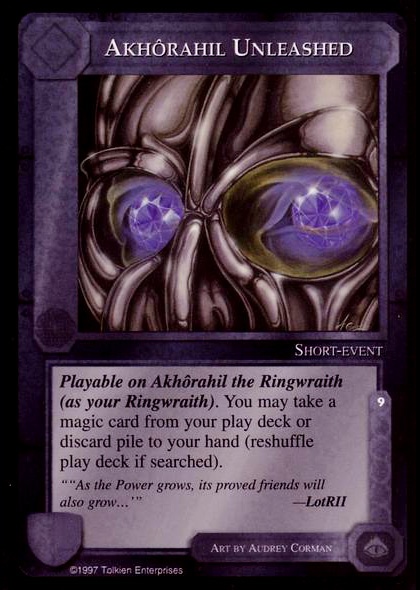 AKHÔRAHIL UNLEASHED
SHORT-EVENT
Playable on Akhôrahil the Ringwraith
(as your Ringwraith). You may take a
magic card from your play deck or
discard pile to your hand (reshuffle
play deck if searched).
9
““As the Power grows, its proved friends will
also grow…’”
—LotRII
ART BY AUDREY CORMAN
©1997 Tolkien Enterprises